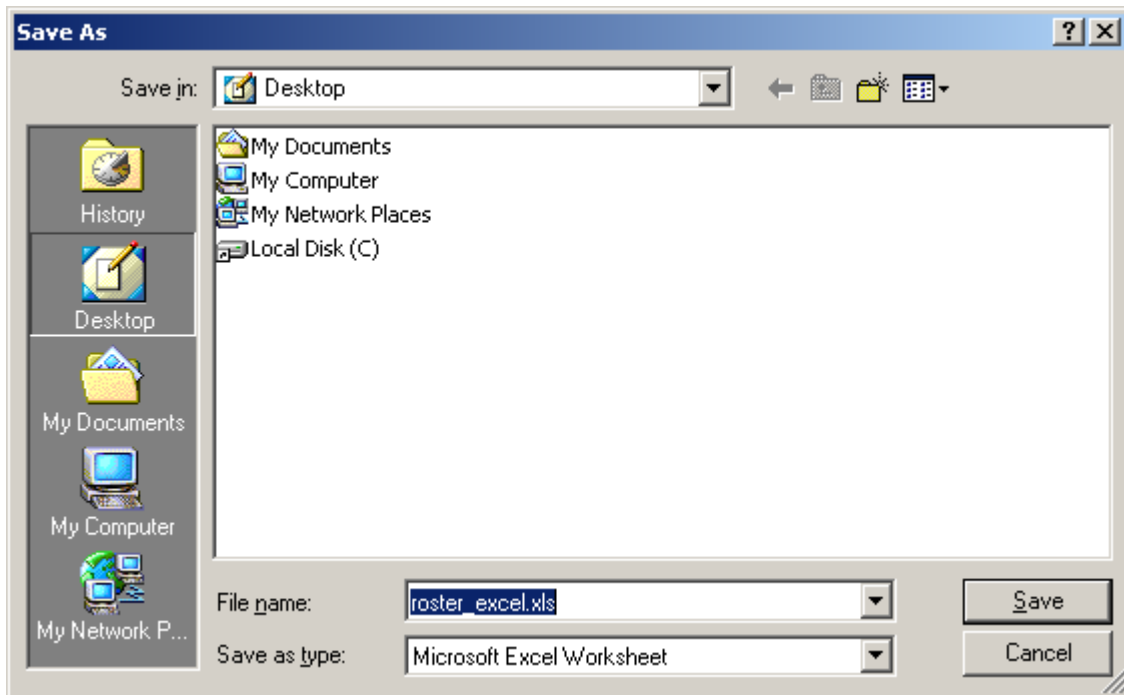 Save As
Save in:
Desktop
History
Desktop
My Documents
My Computer
My Network P...
My Documents
My Computer
My Network Places
Local Disk (C)
File name:
roster_excel.xls
Save
Save as type:
Microsoft Excel Worksheet
Cancel